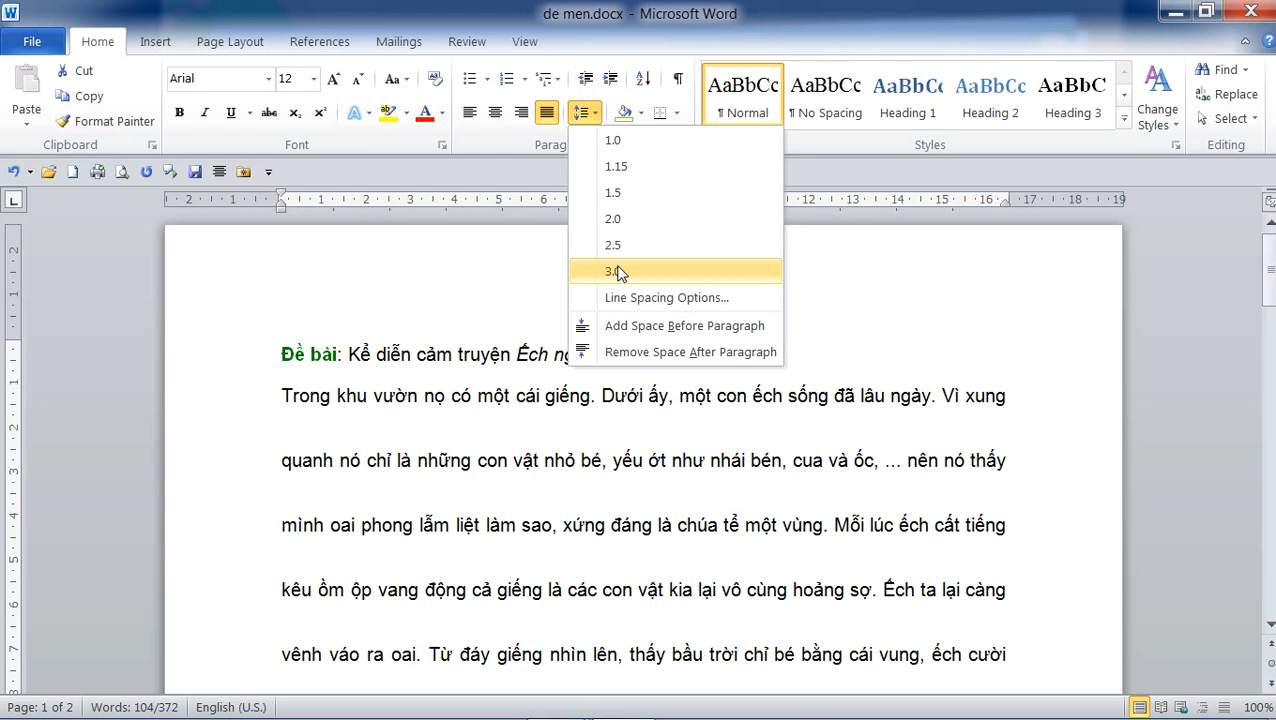 de men.docx - Microsoft Word
File Home Insert Page Layout References Mailings Review View
Paste
Cut
Copy
Format Painter
Clipboard
Arial 12
Font
Parag
AaBbCc AaBbCc AaBbCc AaBbCc AaBbC
¶ Normal ¶ No Spacing Heading 1 Heading 2 Heading 3
Change
Styles
Styles
Find
Replace
Select
Editing
1.0
1.15
1.5
2.0
2.5
Line Spacing Options...
Add Space Before Paragraph
Remove Space After Paragraph
Đề bài: Kể diễn cảm truyện Ếch ng
Trong khu vườn nọ có một cái giếng. Dưới ấy, một con ếch sống đã lâu ngày. Vì xung
quanh nó chỉ là những con vật nhỏ bé, yếu ớt như nhái bén, cua và ốc, ... nên nó thấy
mình oai phong lẫm liệt làm sao, xứng đáng là chúa tể một vùng. Mỗi lúc ếch cất tiếng
kêu ồm ộp vang động cả giếng là các con vật kia lại vô cùng hoảng sợ. Ếch ta lại càng
vênh váo ra oai. Từ đáy giếng nhìn lên, thấy bầu trời chỉ bé bằng cái vung, ếch cười
Page: 1 of 2 Words: 104/372 English (U.S.) 100%